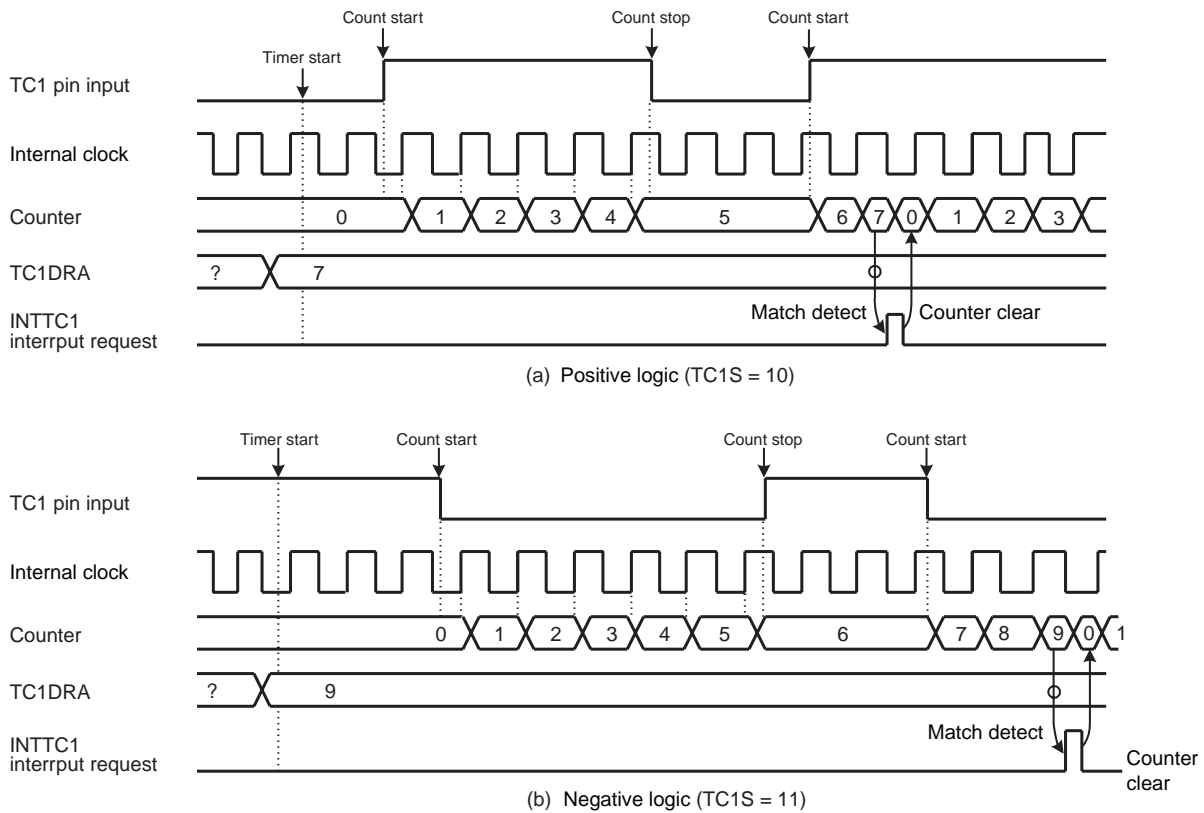 Count start Count stop Count start
Timer start
TC1 pin input
Internal clock
Counter 0 1 2 3 4 5 6 7 0 1 2 3
TC1DRA ? 7
Match detect Counter clear
INTTC1
interrput request
(a) Positive logic (TC1S = 10)
Timer start Count start Count stop Count start
TC1 pin input
Internal clock
Counter 0 1 2 3 4 5 6 7 8 9 0 1
TC1DRA ? 9
Match detect
INTTC1
interrput request
Counter
clear
(b) Negative logic (TC1S = 11)